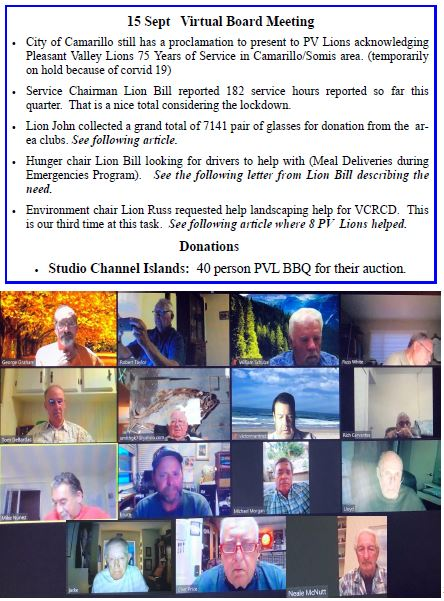 15 Sept Virtual Board Meeting
• City of Camarillo still has a proclamation to present to PV Lions acknowledging
Pleasant Valley Lions 75 Years of Service in Camarillo/Somis area. (temporarily
on hold because of corvid 19)
• Service Chairman Lion Bill reported 182 service hours reported so far this
quarter. That is a nice total considering the lockdown.
• Lion John collected a grand total of 7141 pair of glasses for donation from the ar-
ea clubs. See following article.
• Hunger chair Lion Bill looking for drivers to help with (Meal Deliveries during
Emergencies Program). See the following letter from Lion Bill describing the
need.
• Environment chair Lion Russ requested help landscaping help for VCRCD. This
is our third time at this task. See following article where 8 PV Lions helped.
Donations
• Studio Channel Islands: 40 person PVL BBQ for their auction.
George Graham
Robert Taylor
William Schulze
Russ White
Tom DeBardas
Rich Cervantes
Mike Nunez
Michael Morgan
Lloyd
Jacke
Price
Neale McNutt